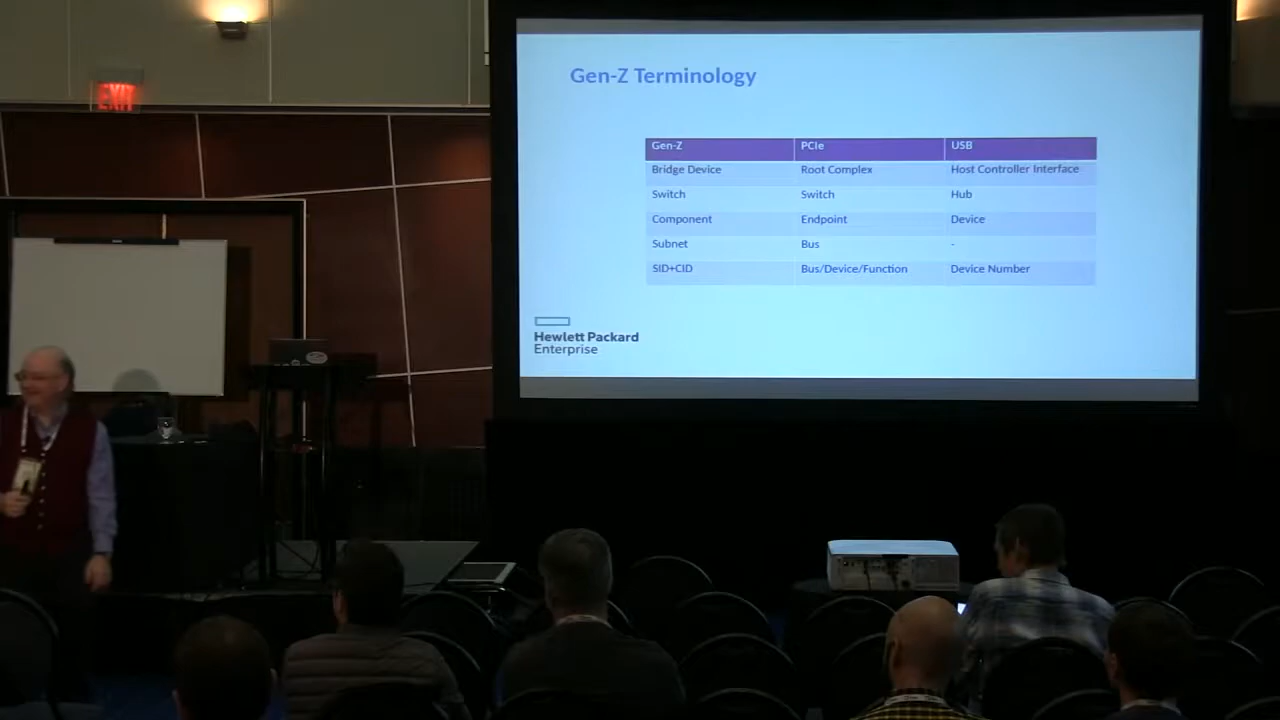 EXIT
Gen-Z Terminology
Gen-Z PCIe USB
Bridge Device Root Complex Host Controller Interface
Switch Switch Hub
Component Endpoint Device
Subnet Bus -
SID+CID Bus/Device/Function Device Number
Hewlett Packard
Enterprise